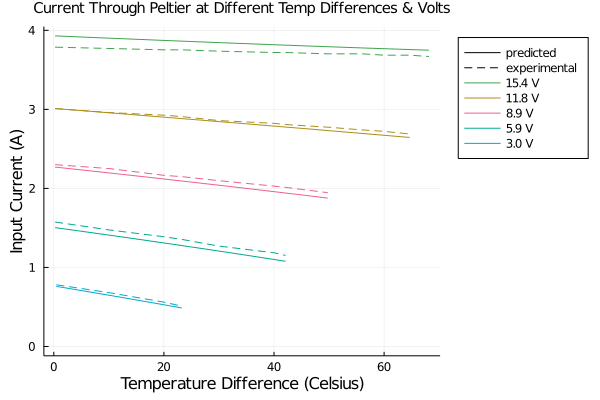 Current Through Peltier at Different Temp Differences & Volts
4
3
2
1
0
Input Current (A)
0
20
40
60
Temperature Difference (Celsius)
predicted
experimental
15.4 V
11.8 V
8.9 V
5.9 V
3.0 V